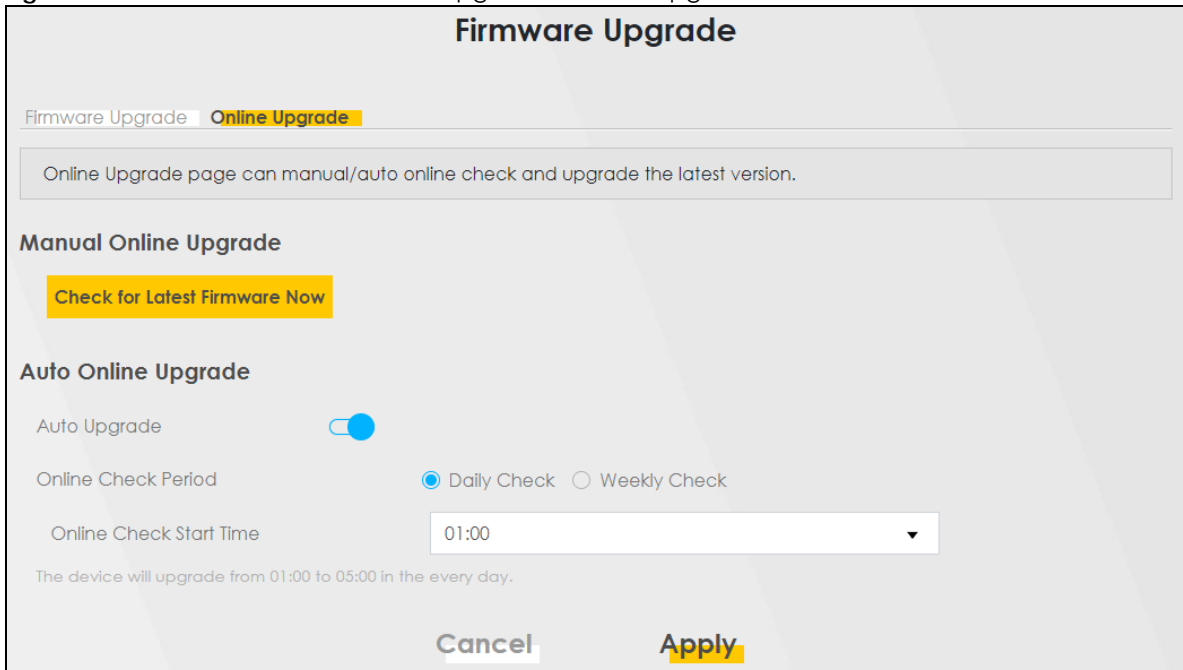 Firmware Upgrade
Firmware Upgrade Online Upgrade
Online Upgrade page can manual/auto online check and upgrade the latest version.
Manual Online Upgrade
Check for Latest Firmware Now
Auto Online Upgrade
Auto Upgrade
Online Check Period Daily Check Weekly Check
Online Check Start Time 01:00
The device will upgrade from 01:00 to 05:00 in the every day.
Cancel Apply